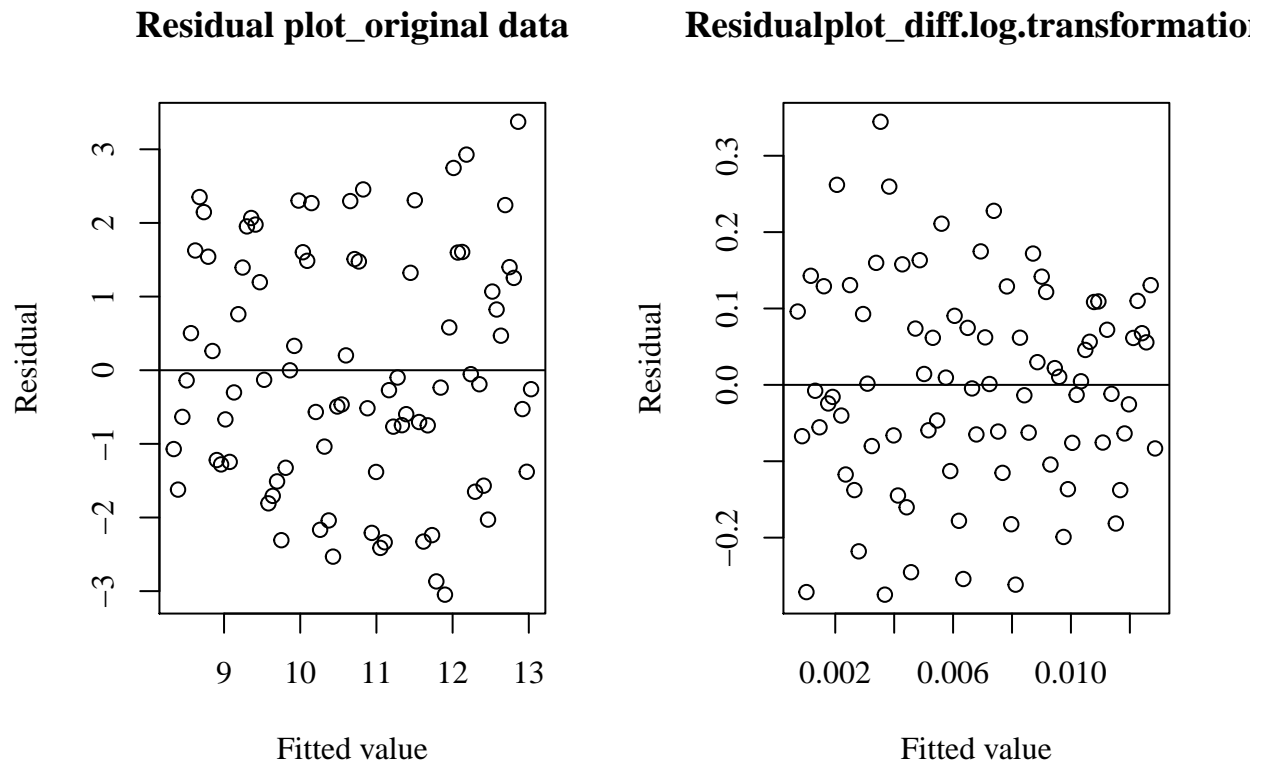 Residual plot_original data
Residual
3
2
1
0
−1
−2
−3
9 10 11 12 13
Fitted value
Residualplot_diff.log.transformatio
Residual
0.3
0.2
0.1
0.0
−0.2
0.002 0.006 0.010
Fitted value